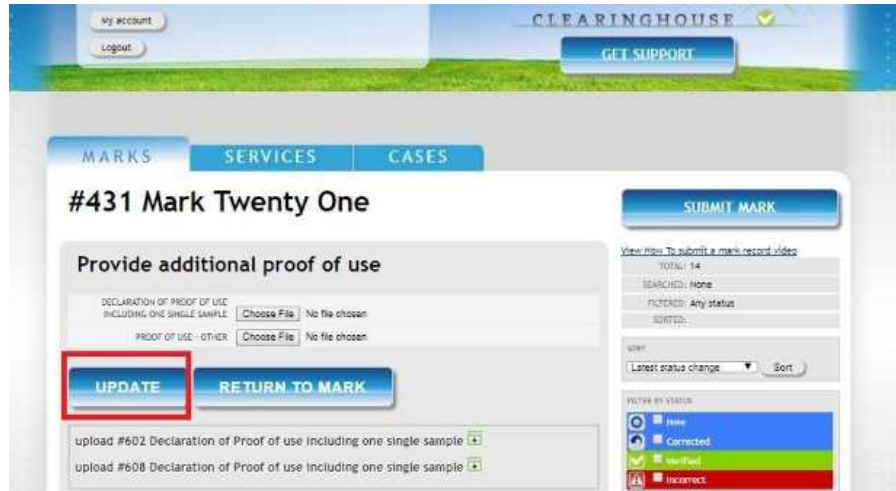 My account
Logout
CLEARINGHOUSE
GET SUPPORT
MARKS SERVICES CASES
#431 Mark Twenty One
Provide additional proof of use
DECLARATION OF PROOF OF USE
INCLUDING ONE SINGLE SAMPLE Choose File No file chosen
PROOF OF USE - OTHER Choose File No file chosen
UPDATE RETURN TO MARK
upload #602 Declaration of Proof of use including one single sample
upload #608 Declaration of Proof of use including one single sample
SUBMIT MARK
View How To submit a mark record video
TOTAL: 14
SEARCHED: None
FILTERED: Any status
SORTED:
SORT
Latest status change Sort
FILTER BY STATUS
New
Corrected
Verified
Incorrect